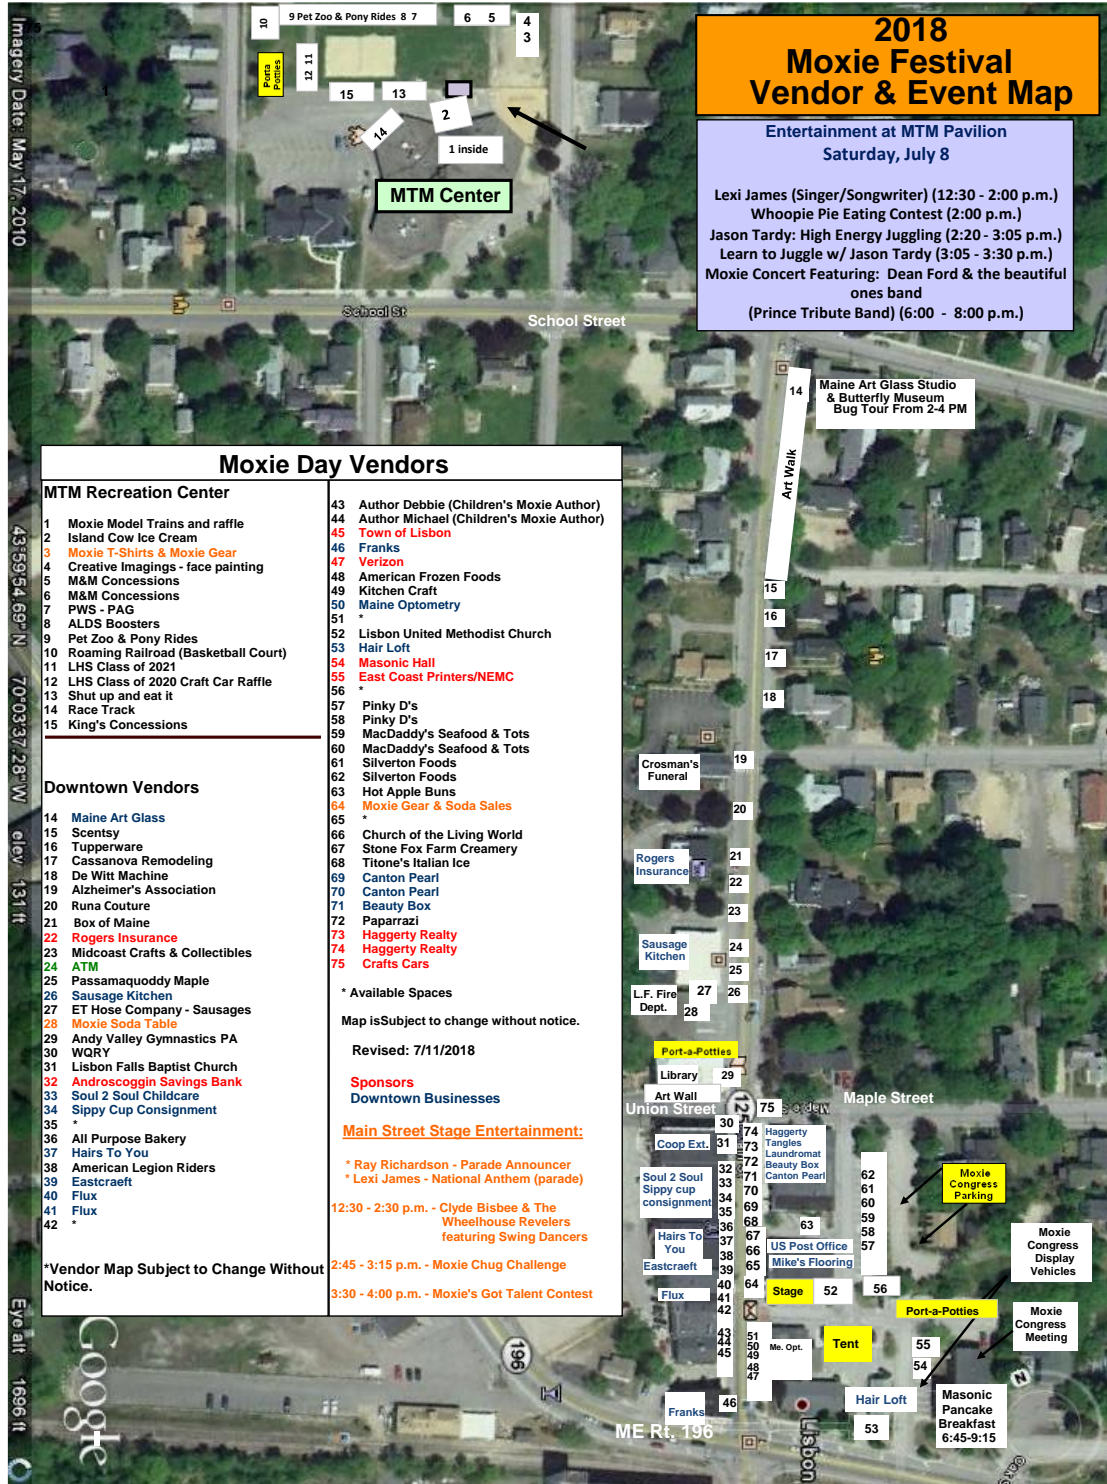 2018
Moxie Festival
Vendor & Event Map
Entertainment at MTM Pavilion
Saturday, July 8
Lexi James (Singer/Songwriter) (12:30 - 2:00 p.m.)
Whoopie Pie Eating Contest (2:00 p.m.)
Jason Tardy: High Energy Juggling (2:20 - 3:05 p.m.)
Learn to Juggle w/ Jason Tardy (3:05 - 3:30 p.m.)
Moxie Concert Featuring: Dean Ford & the beautiful
ones band
(Prince Tribute Band) (6:00 - 8:00 p.m.)
10
9 Pet Zoo & Pony Rides 8 7
6 5
4
3
Porta
Potties
12 11
15
13
2
14
1 inside
MTM Center
1
School St
School Street
Imagery Date: May 17, 2010
43°59'54.69" N 70°03'37.28" W elev 131 ft
Eye alt 1696 ft
14
Maine Art Glass Studio
& Butterfly Museum
Bug Tour From 2-4 PM
Art Walk
15
16
17
18
Crosman's
Funeral
19
20
Rogers
Insurance
21
22
23
Sausage
Kitchen
24
25
26
L.F. Fire
Dept.
27
28
Port-a-Potties
Library
29
Art Wall
Union Street
125
75
Maple Street
30
Coop Ext.
31
74
73
72
71
70
69
68
67
66
65
64
Haggerty
Tangles
Laundromat
Beauty Box
Canton Pearl
Soul 2 Soul
Sippy cup
consignment
32
33
34
35
36
37
38
39
40
41
42
43
44
45
Hairs To
You
Eastcraeft
Flux
63
US Post Office
Mike's Flooring
62
61
60
59
58
57
Moxie
Congress
Parking
Moxie
Congress
Display
Vehicles
Stage
52
56
Port-a-Potties
Moxie
Congress
Meeting
51
50
49
48
47
Me. Opt.
Tent
55
54
Hair Loft
53
Masonic
Pancake
Breakfast
6:45-9:15
46
Franks
ME Rt. 196
196
Lisbon
N
Google
Moxie Day Vendors
MTM Recreation Center
1 Moxie Model Trains and raffle
2 Island Cow Ice Cream
3 Moxie T-Shirts & Moxie Gear
4 Creative Imagings - face painting
5 M&M Concessions
6 M&M Concessions
7 PWS - PAG
8 ALDS Boosters
9 Pet Zoo & Pony Rides
10 Roaming Railroad (Basketball Court)
11 LHS Class of 2021
12 LHS Class of 2020 Craft Car Raffle
13 Shut up and eat it
14 Race Track
15 King's Concessions
Downtown Vendors
14 Maine Art Glass
15 Scentsy
16 Tupperware
17 Cassanova Remodeling
18 De Witt Machine
19 Alzheimer's Association
20 Runa Couture
21 Box of Maine
22 Rogers Insurance
23 Midcoast Crafts & Collectibles
24 ATM
25 Passamaquoddy Maple
26 Sausage Kitchen
27 ET Hose Company - Sausages
28 Moxie Soda Table
29 Andy Valley Gymnastics PA
30 WQRY
31 Lisbon Falls Baptist Church
32 Androscoggin Savings Bank
33 Soul 2 Soul Childcare
34 Sippy Cup Consignment
35 *
36 All Purpose Bakery
37 Hairs To You
38 American Legion Riders
39 Eastcraeft
40 Flux
41 Flux
42 *
*Vendor Map Subject to Change Without
Notice.
43 Author Debbie (Children's Moxie Author)
44 Author Michael (Children's Moxie Author)
45 Town of Lisbon
46 Franks
47 Verizon
48 American Frozen Foods
49 Kitchen Craft
50 Maine Optometry
51 *
52 Lisbon United Methodist Church
53 Hair Loft
54 Masonic Hall
55 East Coast Printers/NEMC
56 *
57 Pinky D's
58 Pinky D's
59 MacDaddy's Seafood & Tots
60 MacDaddy's Seafood & Tots
61 Silverton Foods
62 Silverton Foods
63 Hot Apple Buns
64 Moxie Gear & Soda Sales
65 *
66 Church of the Living World
67 Stone Fox Farm Creamery
68 Titone's Italian Ice
69 Canton Pearl
70 Canton Pearl
71 Beauty Box
72 Paparrazi
73 Haggerty Realty
74 Haggerty Realty
75 Crafts Cars
* Available Spaces
Map isSubject to change without notice.
Revised: 7/11/2018
Sponsors
Downtown Businesses
Main Street Stage Entertainment:
* Ray Richardson - Parade Announcer
* Lexi James - National Anthem (parade)
12:30 - 2:30 p.m. - Clyde Bisbee & The
Wheelhouse Revelers
featuring Swing Dancers
2:45 - 3:15 p.m. - Moxie Chug Challenge
3:30 - 4:00 p.m. - Moxie's Got Talent Contest